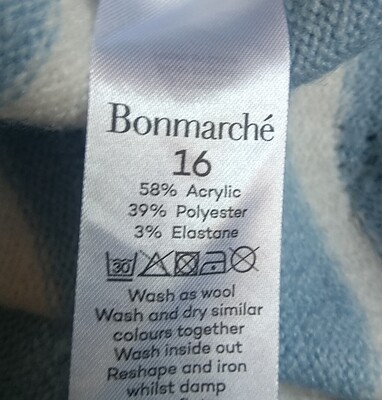 Bonmarché
16
58% Acrylic
39% Polyester
3% Elastane
30
Wash as wool
Wash and dry similar
colours together
Wash inside out
Reshape and iron
whilst damp